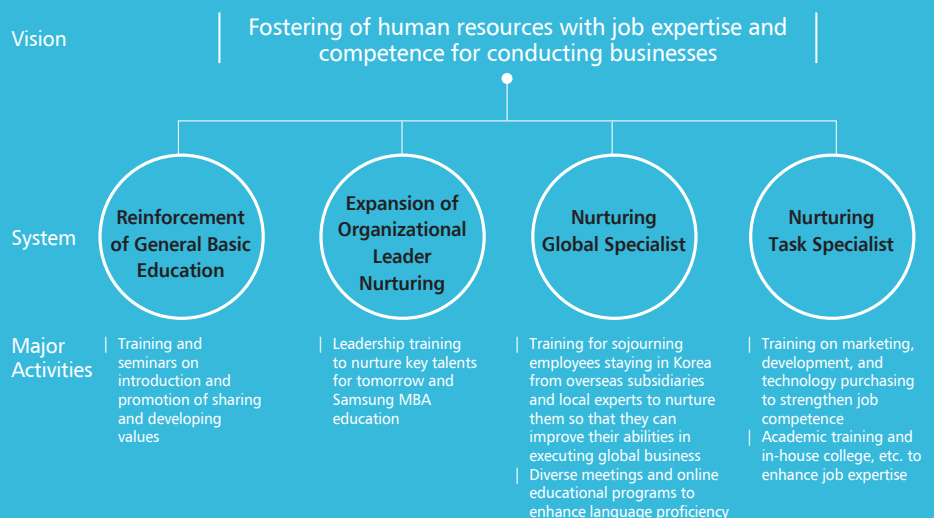 Vision
Fostering of human resources with job expertise and
competence for conducting businesses
System
Reinforcement
of General Basic
Education
Expansion of
Organizational
Leader
Nurturing
Nurturing
Global Specialist
Nurturing
Task Specialist
Major
Activities
| Training and
seminars on
introduction and
promotion of sharing
and developing
values
| Leadership training
to nurture key talents
for tomorrow and
Samsung MBA
education
| Training for sojourning
employees staying in Korea
from overseas subsidiaries
and local experts to nurture
them so that they can
improve their abilities in
executing global business
| Diverse meetings and online
educational programs to
enhance language proficiency
| Training on marketing,
development, and
technology purchasing
to strengthen job
competence
| Academic training and
in-house college, etc. to
enhance job expertise